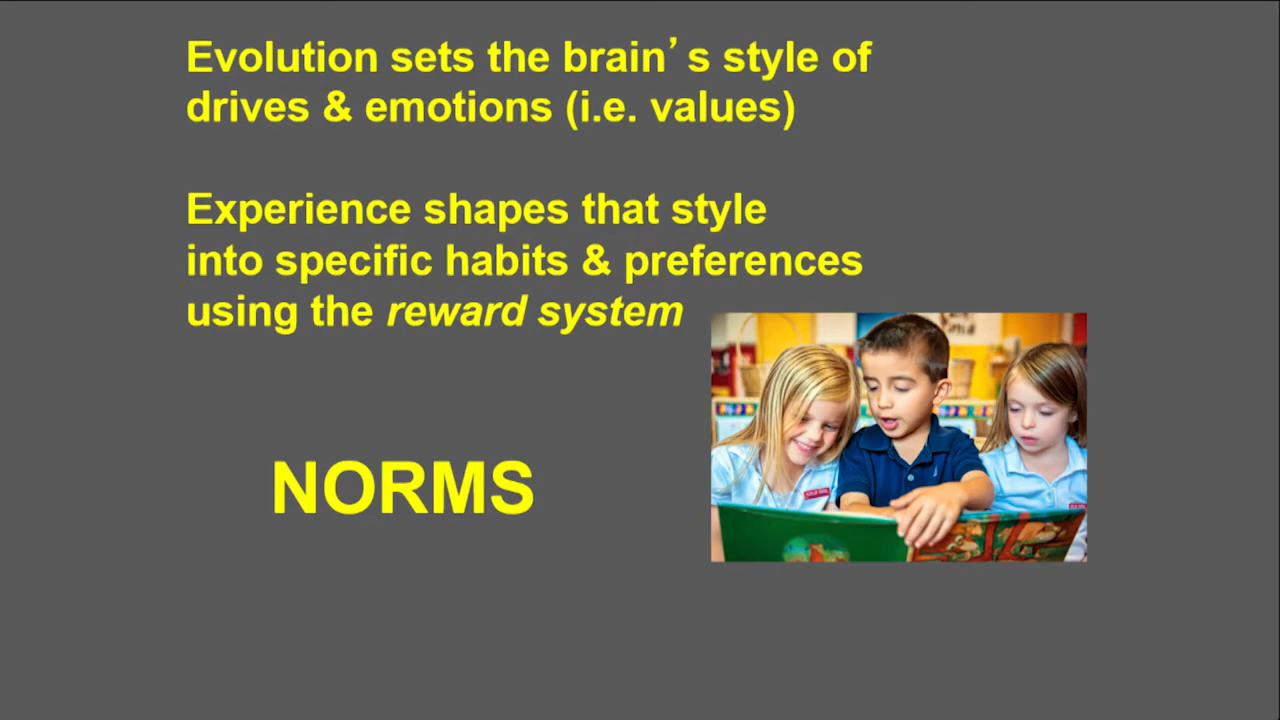 Evolution sets the brain’s style of
drives & emotions (i.e. values)
Experience shapes that style
into specific habits & preferences
using the reward system
NORMS